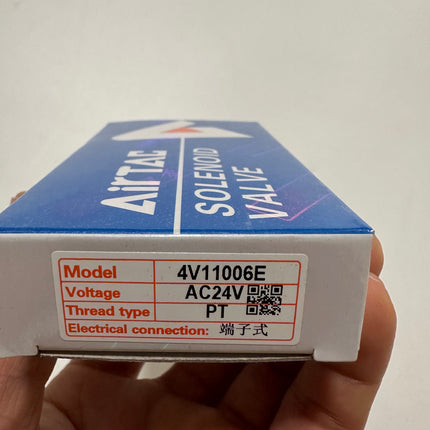 AirTAC
SOLENOID
VALVE
Model 4V11006E
Voltage AC24V
Thread type PT
Electrical connection: 端子式